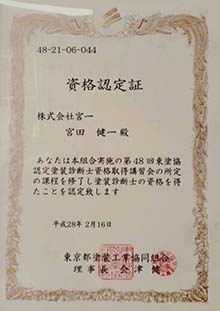 48-21-06-044
資格認定証
株式会社宮一
宮田 健一 殿
あなたは本組合実施の第48回東塗協
認定塗装診断士資格取得講習会の所定
の課程を修了し塗装診断士の資格を得
たことを認定致します
平成28年2月16日
東京都塗装工業協同組合
理事長 会津 健